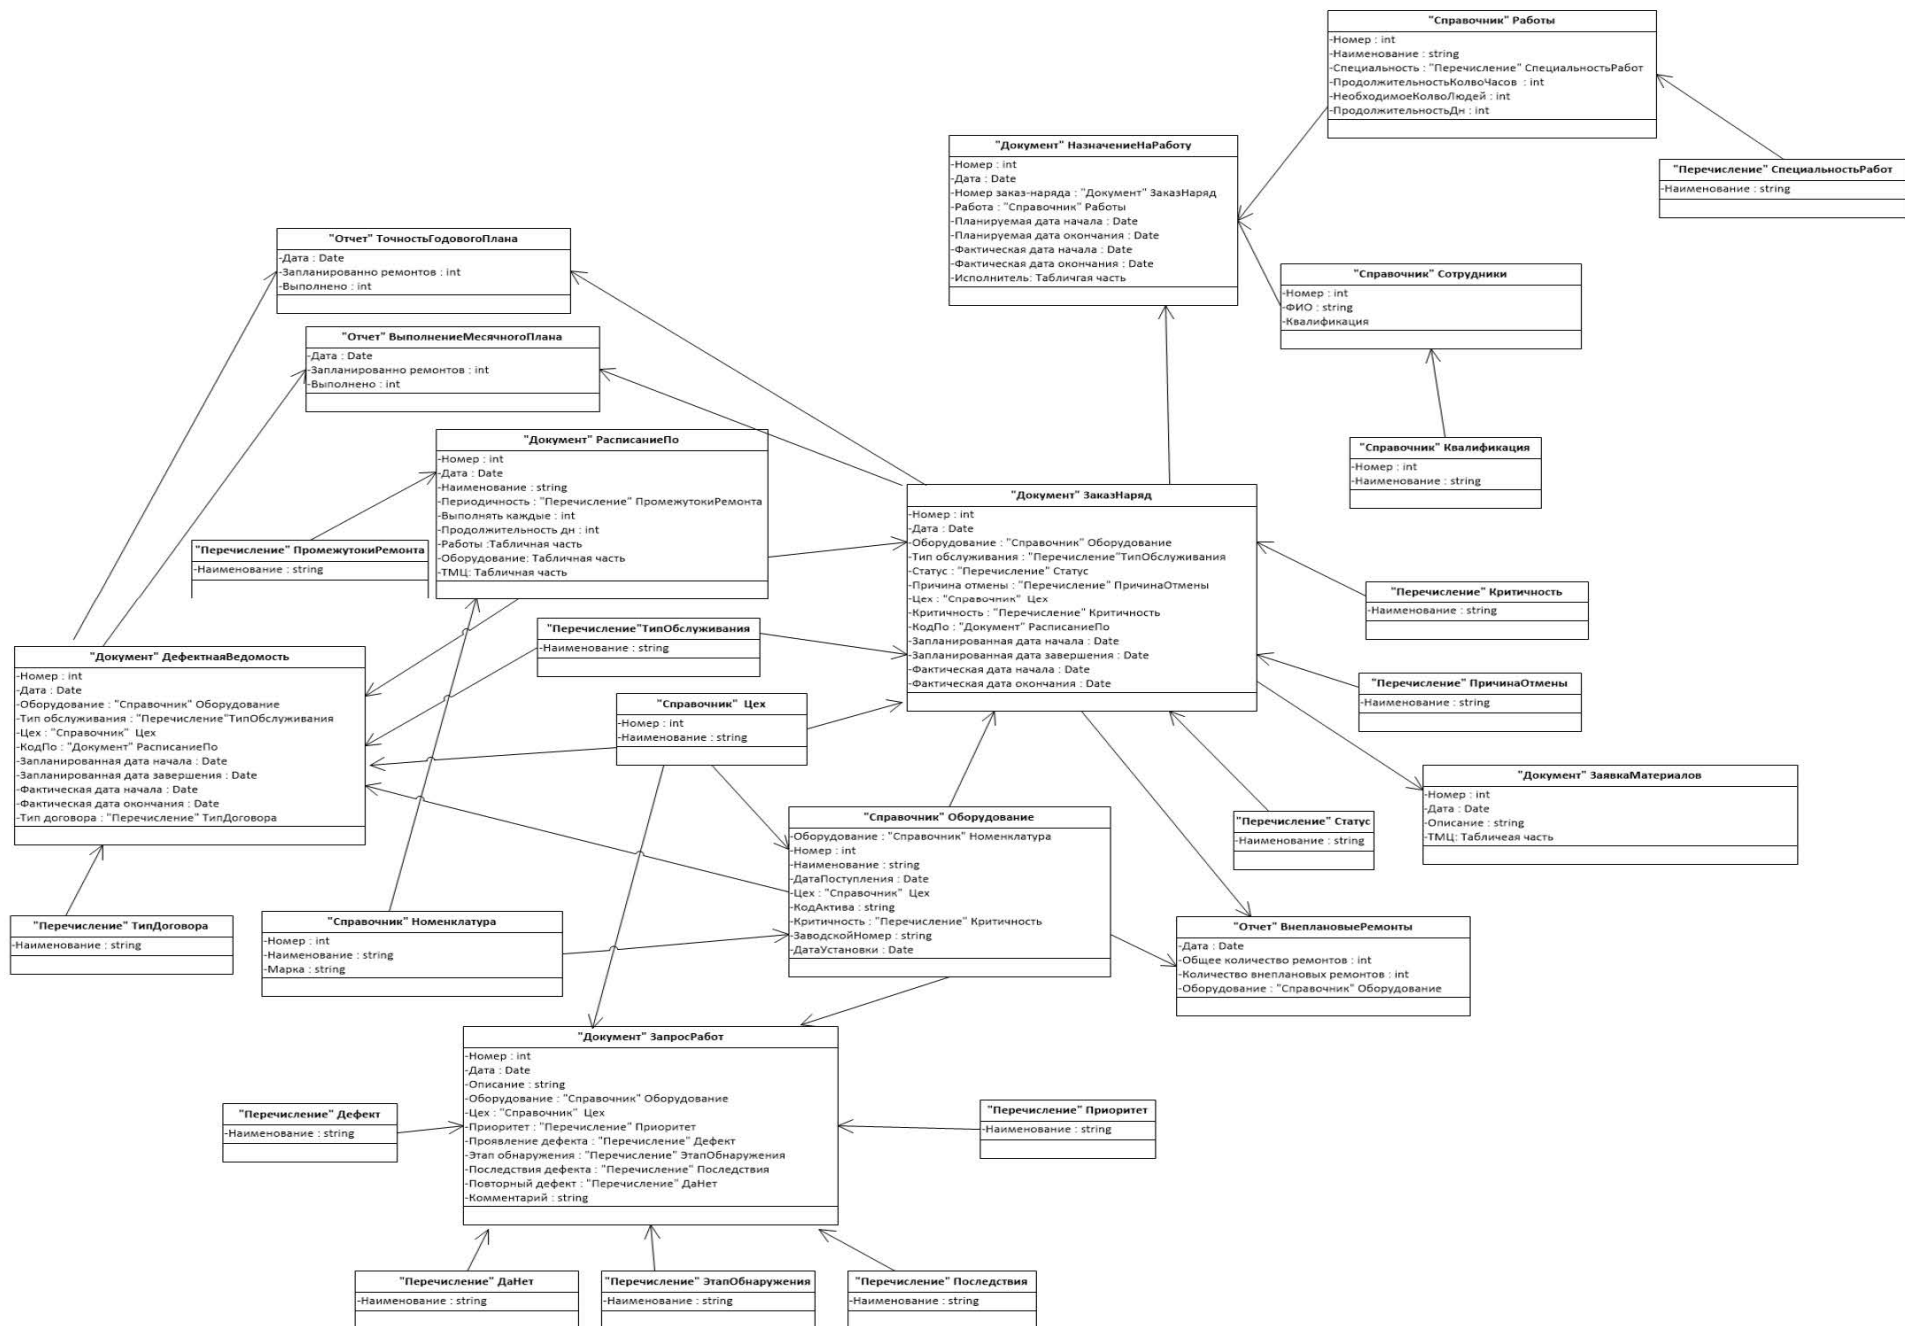 "Справочник" Работы
-Номер : int
-Наименование : string
-Специальность : "Перечисление" СпециальностьРабот
-ПродолжительностьКолвоЧасов : int
-НеобходимоеКолвоЛюдей : int
-ПродолжительностьДн : int
"Документ" НазначениеНаРаботу
-Номер : int
-Дата : Date
-Номер заказ-наряда : "Документ" ЗаказНаряд
-Работа : "Справочник" Работы
-Планируемая дата начала : Date
-Планируемая дата окончания : Date
-Фактическая дата начала : Date
-Фактическая дата окончания : Date
-Исполнитель: Табличгая часть
"Перечисление" СпециальностьРабот
-Наименование : string
"Отчет" ТочностьГодовогоПлана
-Дата : Date
-Запланированно ремонтов : int
-Выполнено : int
"Справочник" Сотрудники
-Номер : int
-ФИО : string
-Квалификация
"Отчет" ВыполнениеМесячногоПлана
-Дата : Date
-Запланированно ремонтов : int
-Выполнено : int
"Документ" РасписаниеПо
-Номер : int
-Дата : Date
-Наименование : string
-Периодичность : "Перечисление" ПромежутокиРемонта
-Выполнять каждые : int
-Продолжительность дн : int
-Работы :Табличная часть
-Оборудование: Табличная часть
-ТМЦ: Табличная часть
"Справочник" Квалификация
-Номер : int
-Наименование : string
"Документ" ЗаказНаряд
-Номер : int
-Дата : Date
-Оборудование : "Справочник" Оборудование
-Тип обслуживания : "Перечисление"ТипОбслуживания
-Статус : "Перечисление" Статус
-Причина отмены : "Перечисление" ПричинаОтмены
-Цех : "Справочник" Цех
-Критичность : "Перечисление" Критичность
-КодПо : "Документ" РасписаниеПо
-Запланированная дата начала : Date
-Запланированная дата завершения : Date
-Фактическая дата начала : Date
-Фактическая дата окончания : Date
"Перечисление" ПромежутокиРемонта
-Наименование : string
"Перечисление" Критичность
-Наименование : string
"Перечисление"ТипОбслуживания
-Наименование : string
"Документ" ДефектнаяВедомость
-Номер : int
-Дата : Date
-Оборудование : "Справочник" Оборудование
-Тип обслуживания : "Перечисление"ТипОбслуживания
-Цех : "Справочник" Цех
-КодПо : "Документ" РасписаниеПо
-Запланированная дата начала : Date
-Запланированная дата завершения : Date
-Фактическая дата начала : Date
-Фактическая дата окончания : Date
-Тип договора : "Перечисление" ТипДоговора
"Перечисление" ПричинаОтмены
-Наименование : string
"Справочник" Цех
-Номер : int
-Наименование : string
"Документ" ЗаявкаМатериалов
-Номер : int
-Дата : Date
-Описание : string
-ТМЦ: Табличеая часть
"Справочник" Оборудование
-Оборудование : "Справочник" Номенклатура
-Номер : int
-Наименование : string
-ДатаПоступления : Date
-Цех : "Справочник" Цех
-КодАктива : string
-Критичность : "Перечисление" Критичность
-ЗаводскойНомер : string
-ДатаУстановки : Date
"Перечисление" Статус
-Наименование : string
"Перечисление" ТипДоговора
-Наименование : string
"Справочник" Номенклатура
-Номер : int
-Наименование : string
-Марка : string
"Отчет" ВнеплановыеРемонты
-Дата : Date
-Общее количество ремонтов : int
-Количество внеплановых ремонтов : int
-Оборудование : "Справочник" Оборудование
"Документ" ЗапросРабот
-Номер : int
-Дата : Date
-Описание : string
-Оборудование : "Справочник" Оборудование
-Цех : "Справочник" Цех
-Приоритет : "Перечисление" Приоритет
-Проявление дефекта : "Перечисление" Дефект
-Этап обнаружения : "Перечисление" ЭтапОбнаружения
-Последствия дефекта : "Перечисление" Последствия
-Повторный дефект : "Перечисление" ДаНет
-Комментарий : string
"Перечисление" Дефект
-Наименование : string
"Перечисление" Приоритет
-Наименование : string
"Перечисление" ДаНет
-Наименование : string
"Перечисление" ЭтапОбнаружения
-Наименование : string
"Перечисление" Последствия
-Наименование : string